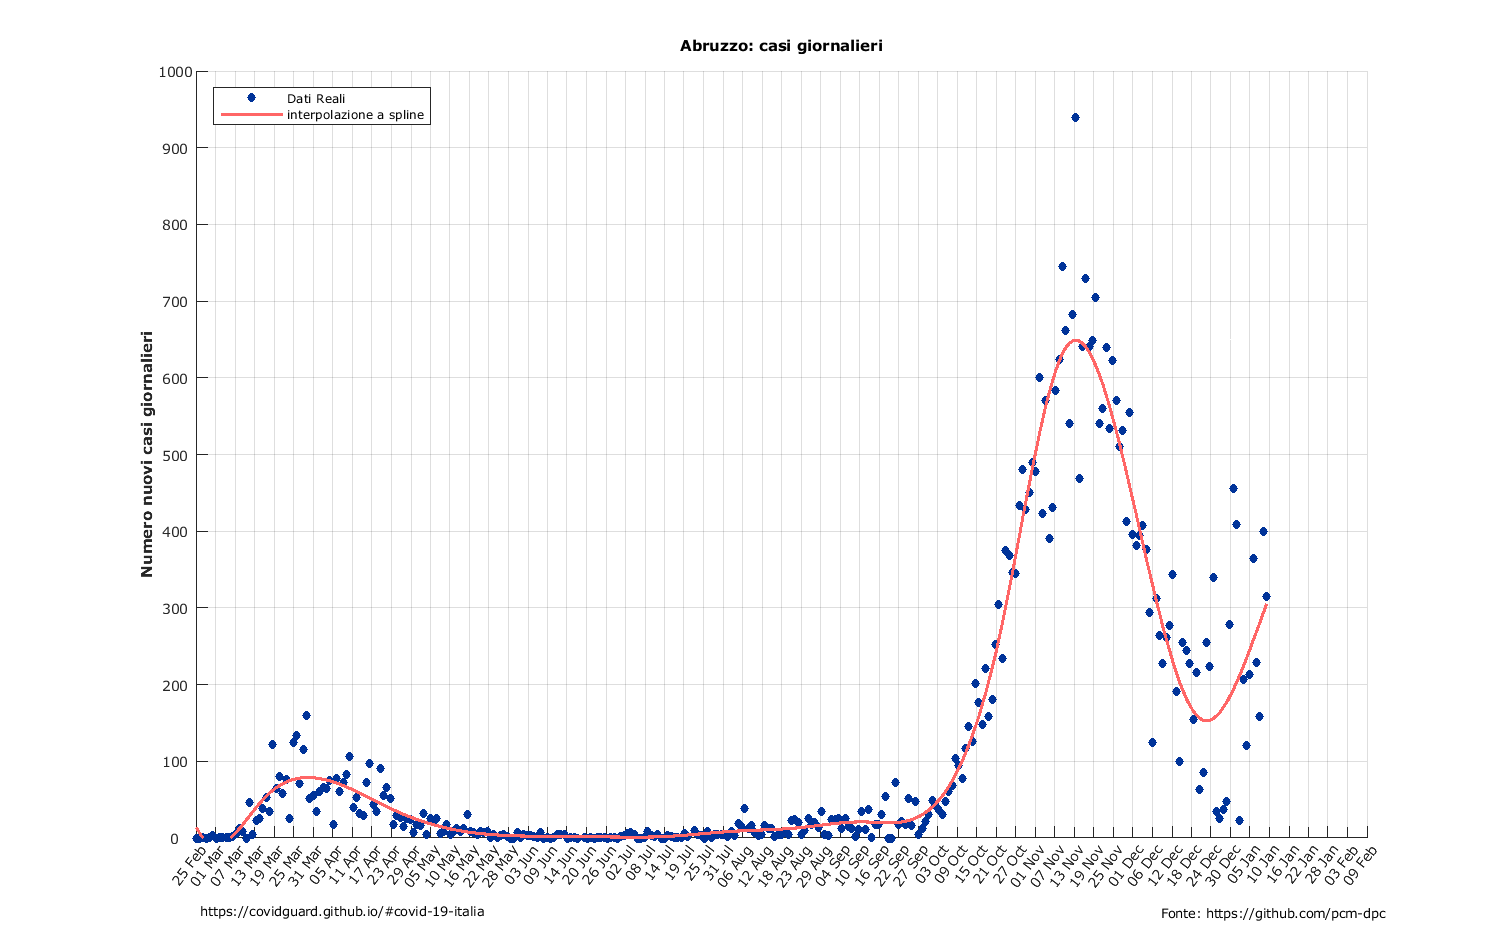 Abruzzo: casi giornalieri
Dati Reali
interpolazione a spline
Numero nuovi casi giornalieri
1000
900
800
700
600
500
400
300
200
100
0
25 Feb
01 Mar
07 Mar
13 Mar
19 Mar
25 Mar
31 Mar
05 Apr
11 Apr
17 Apr
23 Apr
29 Apr
05 May
10 May
16 May
22 May
28 May
03 Jun
09 Jun
14 Jun
20 Jun
26 Jun
02 Jul
08 Jul
14 Jul
19 Jul
25 Jul
31 Jul
06 Aug
12 Aug
18 Aug
23 Aug
29 Aug
04 Sep
10 Sep
16 Sep
22 Sep
27 Sep
03 Oct
09 Oct
15 Oct
21 Oct
27 Oct
01 Nov
07 Nov
13 Nov
19 Nov
25 Nov
01 Dec
06 Dec
12 Dec
18 Dec
24 Dec
30 Dec
05 Jan
10 Jan
16 Jan
22 Jan
28 Jan
03 Feb
09 Feb
https://covidguard.github.io/#covid-19-italia
Fonte: https://github.com/pcm-dpc